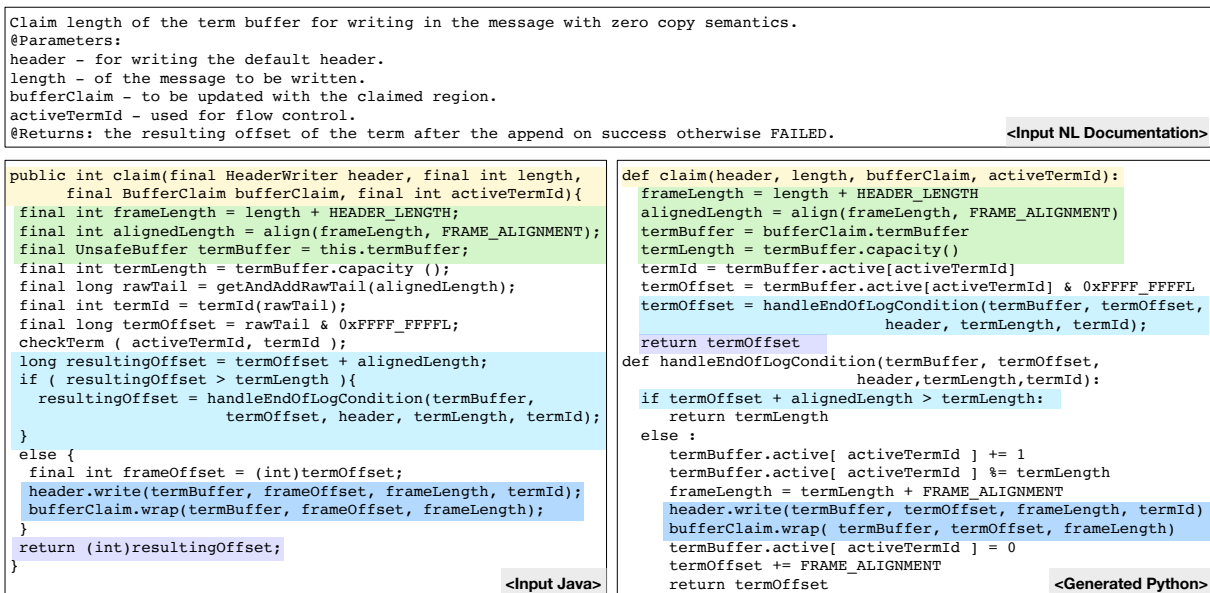 Claim length of the term buffer for writing in the message with zero copy semantics.
@Parameters:
header – for writing the default header.
length – of the message to be written.
bufferClaim – to be updated with the claimed region.
activeTermId – used for flow control.
@Returns: the resulting offset of the term after the append on success otherwise FAILED.
<Input NL Documentation>
public int claim(final HeaderWriter header, final int length,
final BufferClaim bufferClaim, final int activeTermId){
final int frameLength = length + HEADER_LENGTH;
final int alignedLength = align(frameLength, FRAME_ALIGNMENT);
final UnsafeBuffer termBuffer = this.termBuffer;
final int termLength = termBuffer.capacity ();
final long rawTail = getAndAddRawTail(alignedLength);
final int termId = termId(rawTail);
final long termOffset = rawTail & 0xFFFF_FFFFL;
checkTerm ( activeTermId, termId );
long resultingOffset = termOffset + alignedLength;
if ( resultingOffset > termLength ){
resultingOffset = handleEndOfLogCondition(termBuffer,
termOffset, header, termLength, termId);
}
else {
final int frameOffset = (int)termOffset;
header.write(termBuffer, frameOffset, frameLength, termId);
bufferClaim.wrap(termBuffer, frameOffset, frameLength);
}
return (int)resultingOffset;
}
<Input Java>
def claim(header, length, bufferClaim, activeTermId):
frameLength = length + HEADER_LENGTH
alignedLength = align(frameLength, FRAME_ALIGNMENT)
termBuffer = bufferClaim.termBuffer
termLength = termBuffer.capacity()
termId = termBuffer.active[activeTermId]
termOffset = termBuffer.active[activeTermId] & 0xFFFF_FFFFL
termOffset = handleEndOfLogCondition(termBuffer, termOffset,
header, termLength, termId);
return termOffset
def handleEndOfLogCondition(termBuffer, termOffset,
header,termLength,termId):
if termOffset + alignedLength > termLength:
return termLength
else :
termBuffer.active[ activeTermId ] += 1
termBuffer.active[ activeTermId ] %= termLength
frameLength = termLength + FRAME_ALIGNMENT
header.write(termBuffer, termOffset, frameLength, termId)
bufferClaim.wrap( termBuffer, termOffset, frameLength)
termBuffer.active[ activeTermId ] = 0
termOffset += FRAME_ALIGNMENT
return termOffset
<Generated Python>